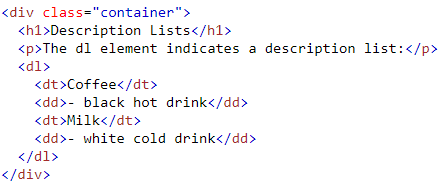 <div class="container">
  <h1>Description Lists</h1>
  <p>The dl element indicates a description list:</p>
  <dl>
    <dt>Coffee</dt>
    <dd>- black hot drink</dd>
    <dt>Milk</dt>
    <dd>- white cold drink</dd>
  </dl>
</div>